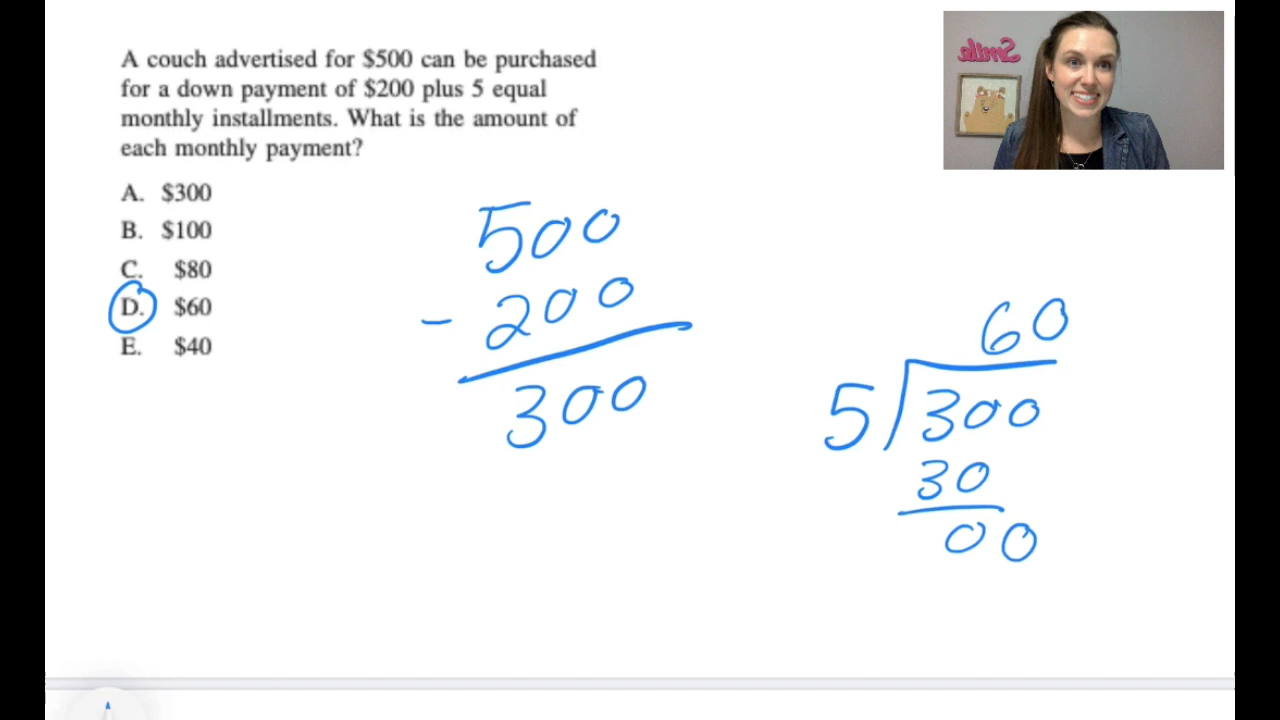 A couch advertised for $500 can be purchased
for a down payment of $200 plus 5 equal
monthly installments. What is the amount of
each monthly payment?
A. $300
B. $100
C. $80
D. $60
E. $40
500
- 200
300
60
5 300
30
00
Smile